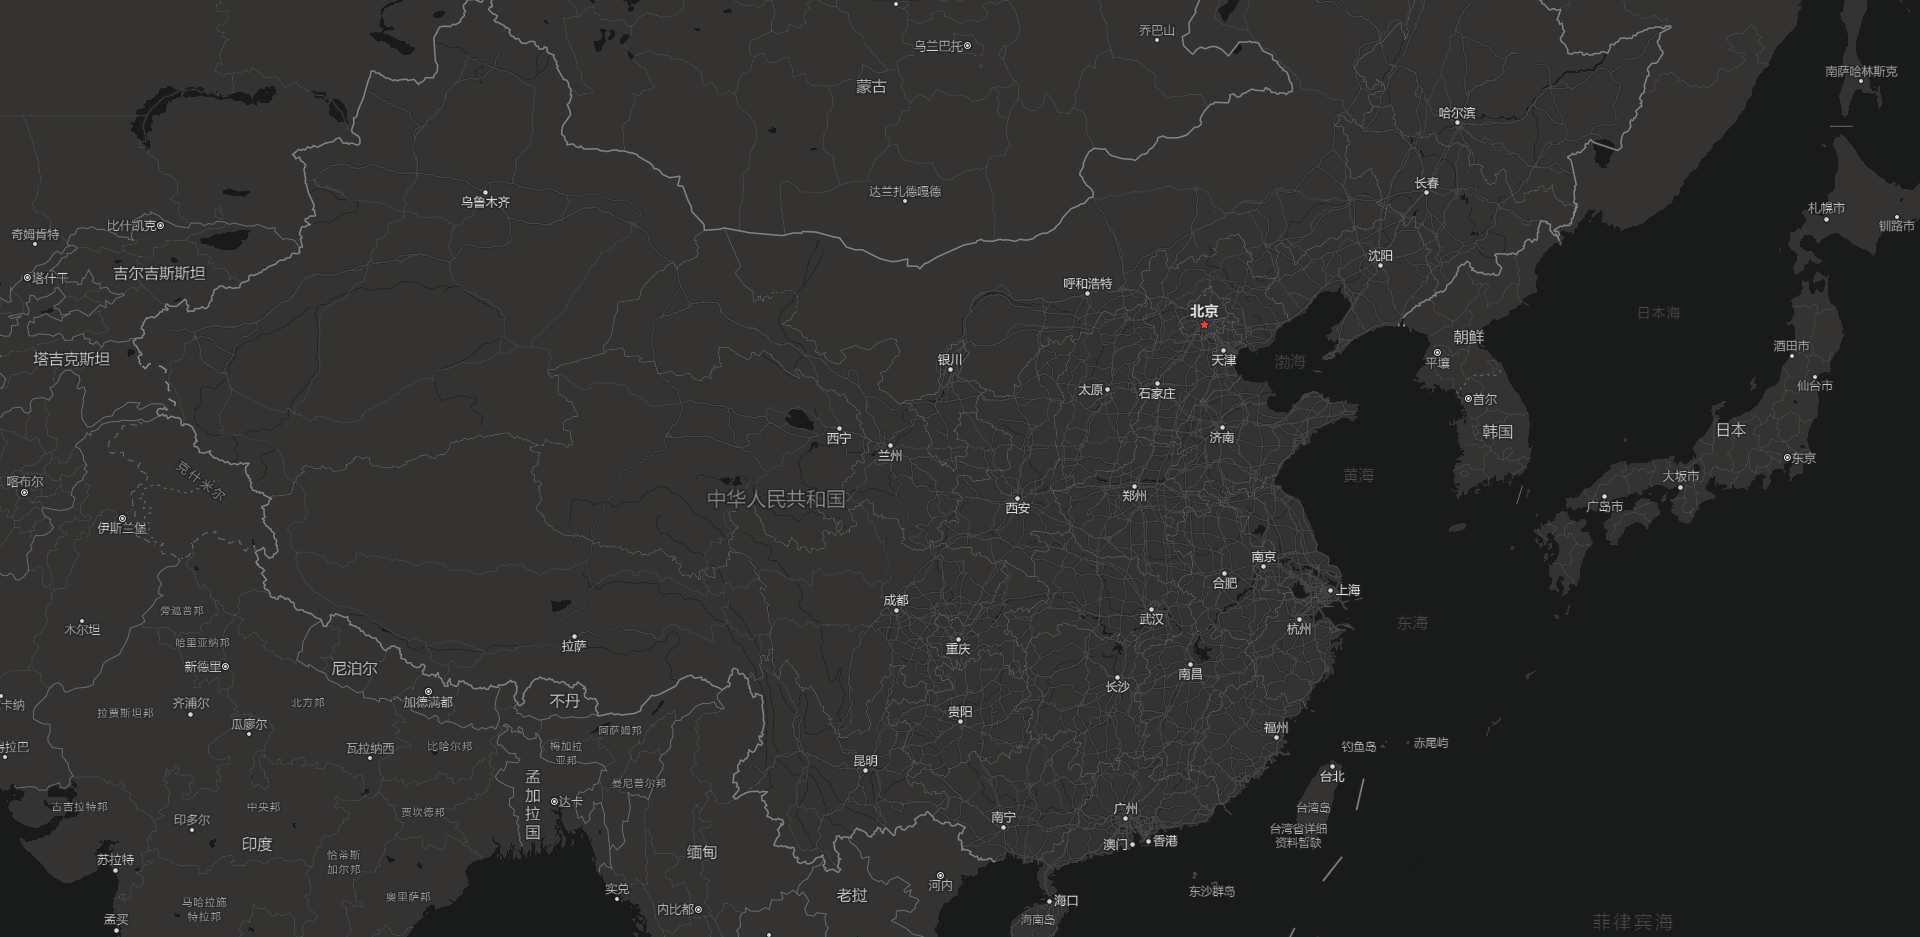 乔巴山
乌兰巴托
南萨哈林斯克
蒙古
哈尔滨
长春
达兰扎德嘎德
乌鲁木齐
札幌市
钏路市
比什凯克
奇姆肯特
沈阳
吉尔吉斯斯坦
塔什干
呼和浩特
北京
日本海
朝鲜
酒田市
塔吉克斯坦
银川
天津
渤海
平壤
太原
石家庄
仙台市
首尔
韩国
日本
西宁
济南
兰州
东京
克什米尔
黄海
大坂市
喀布尔
中华人民共和国
郑州
西安
广岛市
伊斯兰堡
南京
合肥
上海
成都
旁遮普邦
武汉
东海
木尔坦
杭州
哈里亚纳邦
拉萨
重庆
新德里
尼泊尔
南昌
长沙
加德满都
不丹
北方邦
齐浦尔
卡纳
拉贾斯坦邦
贵阳
瓜廖尔
阿萨姆邦
福州
瓦拉纳西
比哈尔邦
梅加拉
亚邦
钓鱼岛
赤尾屿
昆明
台北
孟加拉国
曼尼普尔邦
达卡
古吉拉特邦
中央邦
贾坎德邦
台湾岛
广州
印多尔
南宁
台湾省详细
资料暂缺
印度
澳门
香港
缅甸
恰蒂斯
加尔邦
苏拉特
河内
实兑
老挝
东沙群岛
奥里萨邦
马哈拉施
特拉邦
海口
内比都
孟买
海南岛
菲律宾海